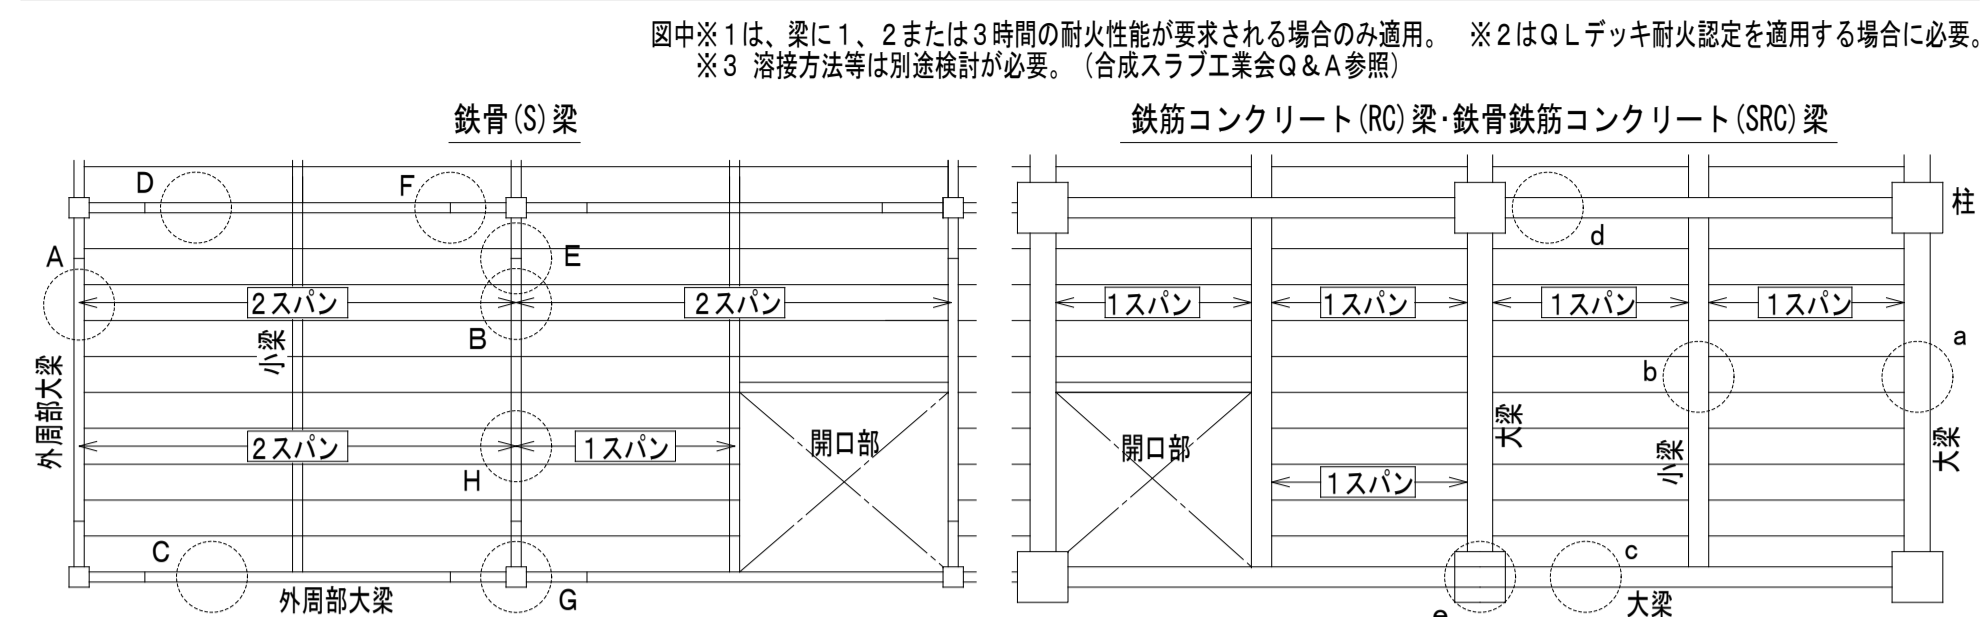 図中※1は、梁に1、2または3時間の耐火性能が要求される場合のみ適用。 ※2はQLデッキ耐火認定を適用する場合に必要。
※3 溶接方法等は別途検討が必要。(合成スラブ工業会Q&A参照)
鉄骨(S)梁
鉄筋コンクリート(RC)梁・鉄骨鉄筋コンクリート(SRC)梁
D
F
柱
d
A
E
2スパン
2スパン
1スパン
1スパン
1スパン
1スパン
B
a
小梁
b
外周部大梁
大梁
2スパン
1スパン
開口部
開口部
小梁
大梁
H
1スパン
C
外周部大梁
G
c
大梁
e